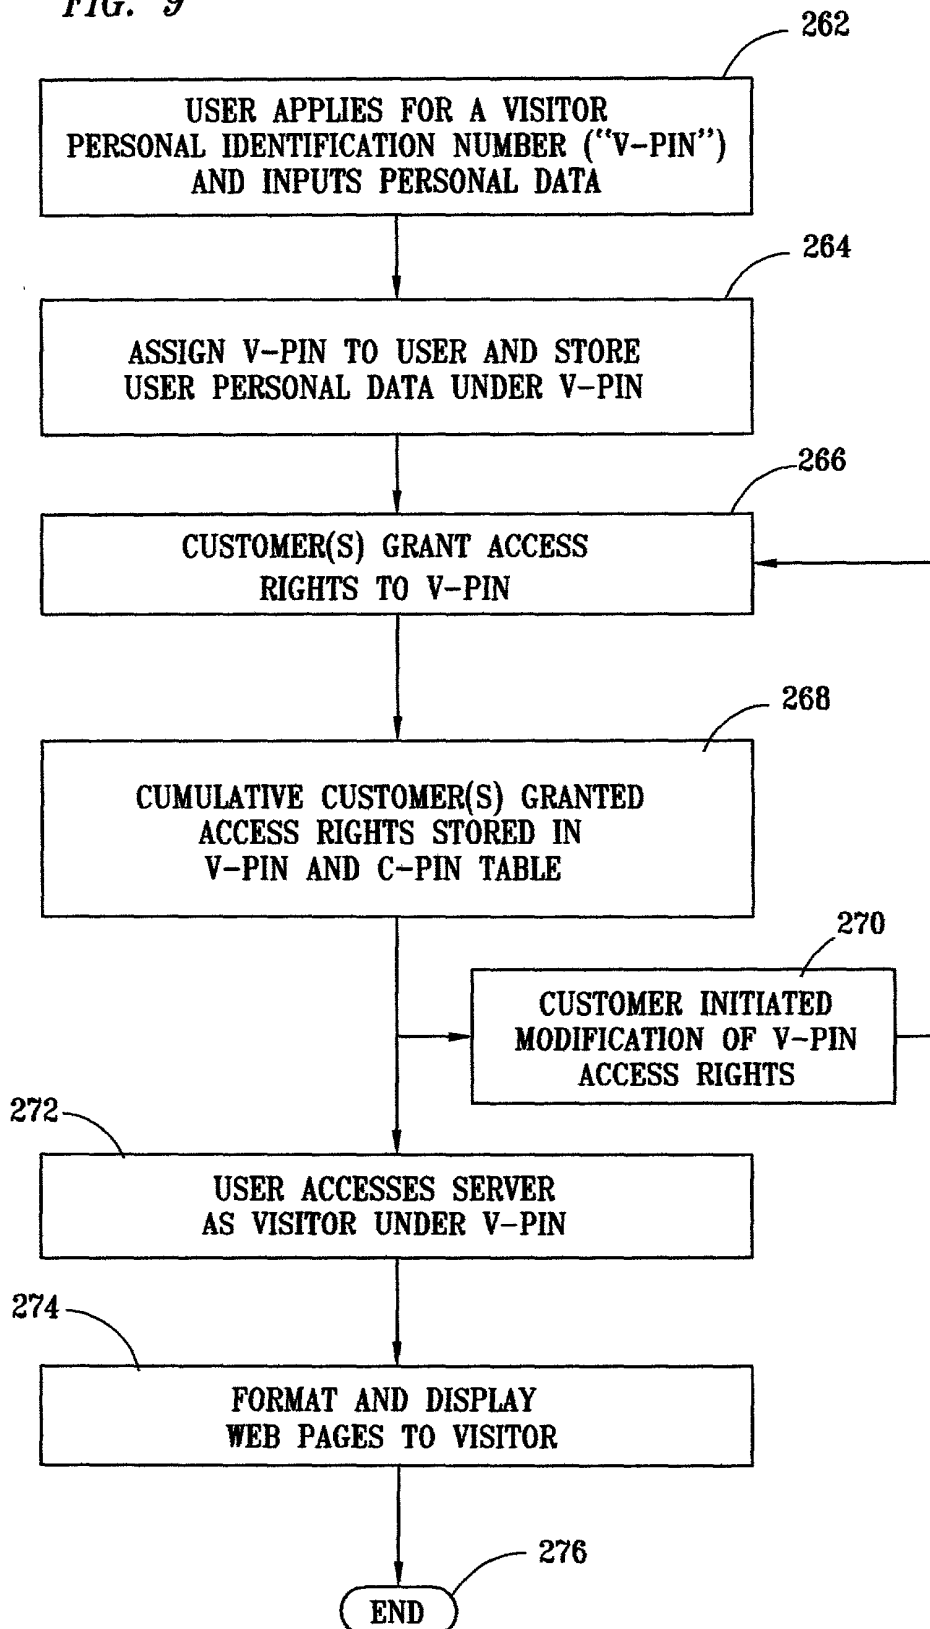 FIG. 9
262
USER APPLIES FOR A VISITOR
PERSONAL IDENTIFICATION NUMBER ("V-PIN")
AND INPUTS PERSONAL DATA
264
ASSIGN V-PIN TO USER AND STORE
USER PERSONAL DATA UNDER V-PIN
266
CUSTOMER(S) GRANT ACCESS
RIGHTS TO V-PIN
268
CUMULATIVE CUSTOMER(S) GRANTED
ACCESS RIGHTS STORED IN
V-PIN AND C-PIN TABLE
270
CUSTOMER INITIATED
MODIFICATION OF V-PIN
ACCESS RIGHTS
272
USER ACCESSES SERVER
AS VISITOR UNDER V-PIN
274
FORMAT AND DISPLAY
WEB PAGES TO VISITOR
276
END